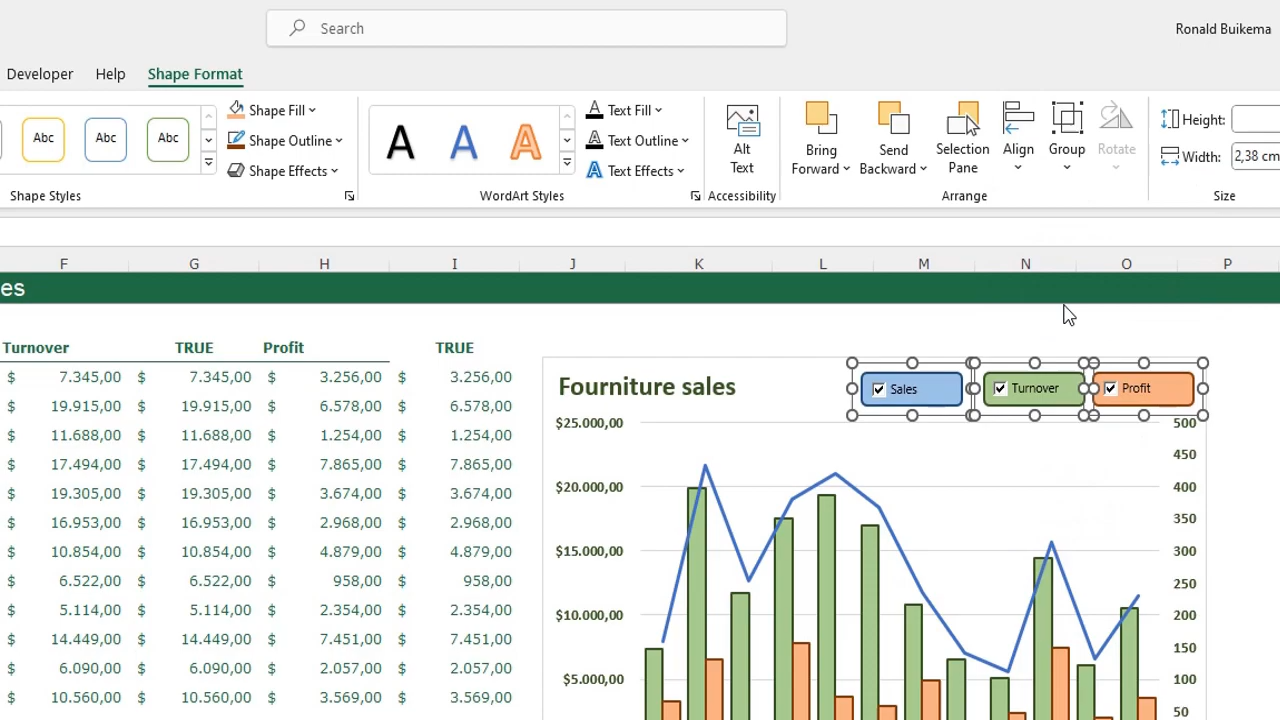 Search
Ronald Buikema
Developer Help Shape Format
Abc Abc Abc
Shape Fill
Shape Outline
Shape Effects
Shape Styles
A A A
Text Fill
Text Outline
Text Effects
WordArt Styles
Alt Text
Accessibility
Bring Forward
Send Backward
Selection Pane
Align
Group
Rotate
Arrange
Height:
Width: 2,38 cm
Size
F G H I J K L M N O P
es
Turnover TRUE Profit TRUE
$ 7.345,00 $ 7.345,00 $ 3.256,00 $ 3.256,00
$ 19.915,00 $ 19.915,00 $ 6.578,00 $ 6.578,00
$ 11.688,00 $ 11.688,00 $ 1.254,00 $ 1.254,00
$ 17.494,00 $ 17.494,00 $ 7.865,00 $ 7.865,00
$ 19.305,00 $ 19.305,00 $ 3.674,00 $ 3.674,00
$ 16.953,00 $ 16.953,00 $ 2.968,00 $ 2.968,00
$ 10.854,00 $ 10.854,00 $ 4.879,00 $ 4.879,00
$ 6.522,00 $ 6.522,00 $ 958,00 $ 958,00
$ 5.114,00 $ 5.114,00 $ 2.354,00 $ 2.354,00
$ 14.449,00 $ 14.449,00 $ 7.451,00 $ 7.451,00
$ 6.090,00 $ 6.090,00 $ 2.057,00 $ 2.057,00
$ 10.560,00 $ 10.560,00 $ 3.569,00 $ 3.569,00
Fourniture sales
Sales Turnover Profit
$25.000,00
$20.000,00
$15.000,00
$10.000,00
$5.000,00
500
450
400
350
300
250
200
150
100
50